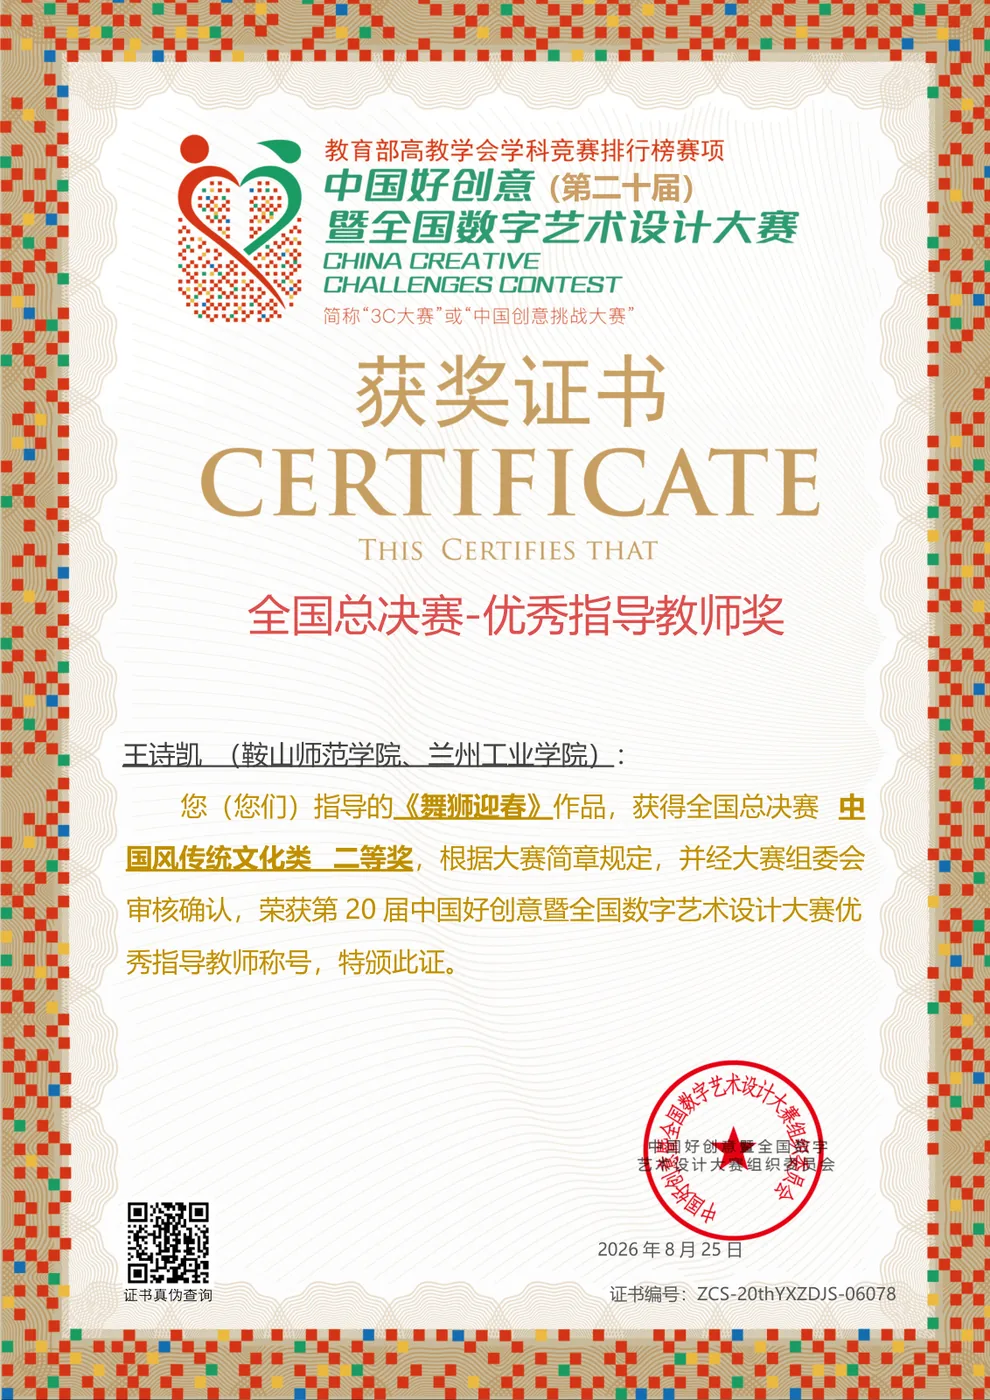 教育部高教学会学科竞赛排行榜赛项
中国好创意（第二十届）
暨全国数字艺术设计大赛
CHINA CREATIVE
CHALLENGES CONTEST
简称“3C大赛”或“中国创意挑战大赛”
获奖证书
CERTIFICATE
THIS CERTIFIES THAT
全国总决赛-优秀指导教师奖
王诗凯 （鞍山师范学院、兰州工业学院）：
您（您们）指导的《舞狮迎春》作品，获得全国总决赛 中
国风传统文化类 二等奖，根据大赛简章规定，并经大赛组委会
审核确认，荣获第 20 届中国好创意暨全国数字艺术设计大赛优
秀指导教师称号，特颁此证。
中国好创意暨全国数字艺术设计大赛组织委员会
中国好创意暨全国数字
艺术设计大赛组织委员会
2026 年 8 月 25 日
证书真伪查询
证书编号：ZCS-20thYXZDJS-06078